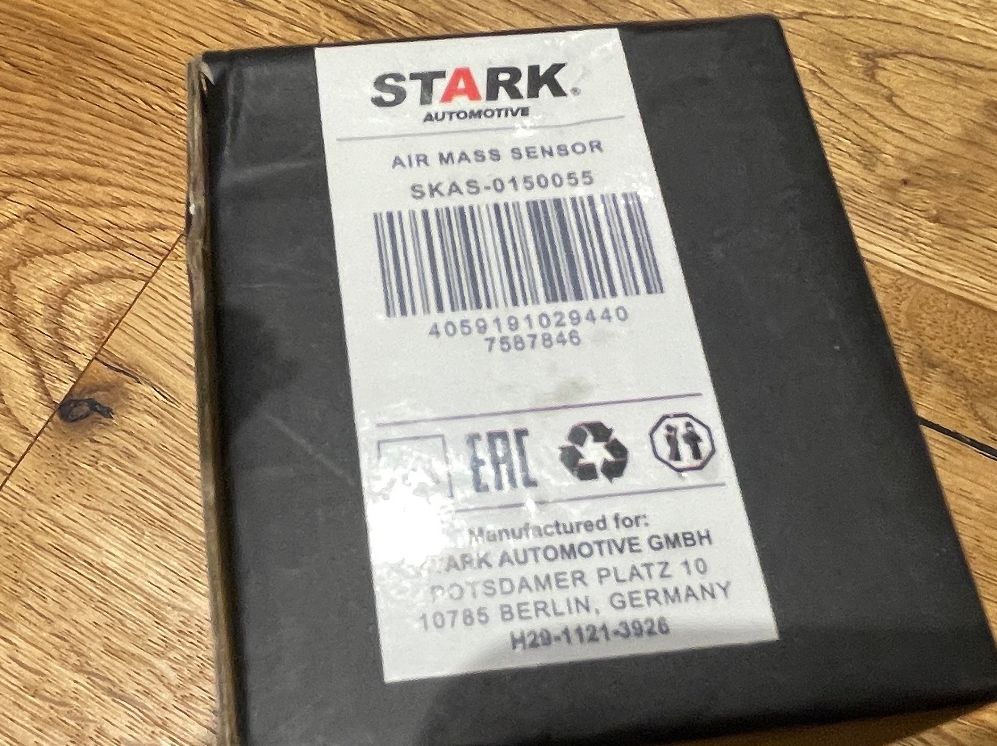 STARK®
AUTOMOTIVE
AIR MASS SENSOR
SKAS-0150055
4059191029440
7587846
EAC
Manufactured for:
STARK AUTOMOTIVE GMBH
POTSDAMER PLATZ 10
10785 BERLIN, GERMANY
H29-1121-3926